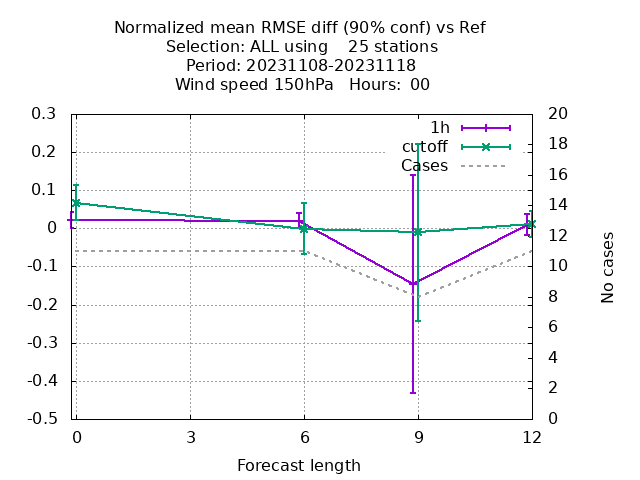 Normalized mean RMSE diff (90% conf) vs Ref
Selection: ALL using    25 stations
Period: 20231108-20231118
Wind speed 150hPa   Hours: 00
0.3
0.2
0.1
0
-0.1
-0.2
-0.3
-0.4
-0.5
20
18
16
14
12
10
8
6
4
2
0
1h
cutoff
Cases
No cases
0 3 6 9 12
Forecast length